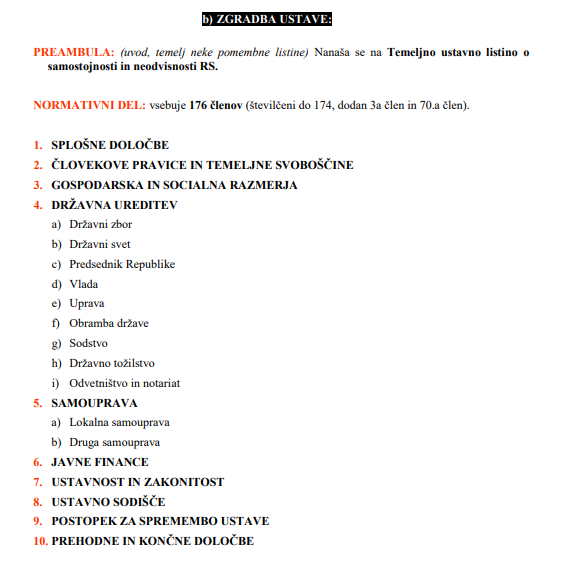 b) ZGRADBA USTAVE:
PREAMBULA: (uvod, temelj neke pomembne listine) Nanaša se na Temeljno ustavno listino o
samostojnosti in neodvisnosti RS.
NORMATIVNI DEL: vsebuje 176 členov (številčeni do 174, dodan 3a člen in 70.a člen).
1. SPLOŠNE DOLOČBE
2. ČLOVEKOVE PRAVICE IN TEMELJNE SVOBOŠČINE
3. GOSPODARSKA IN SOCIALNA RAZMERJA
4. DRŽAVNA UREDITEV
a) Državni zbor
b) Državni svet
c) Predsednik Republike
d) Vlada
e) Uprava
f) Obramba države
g) Sodstvo
h) Državno tožilstvo
i) Odvetništvo in notariat
5. SAMOUPRAVA
a) Lokalna samouprava
b) Druga samouprava
6. JAVNE FINANCE
7. USTAVNOST IN ZAKONITOST
8. USTAVNO SODIŠČE
9. POSTOPEK ZA SPREMEMBO USTAVE
10. PREHODNE IN KONČNE DOLOČBE